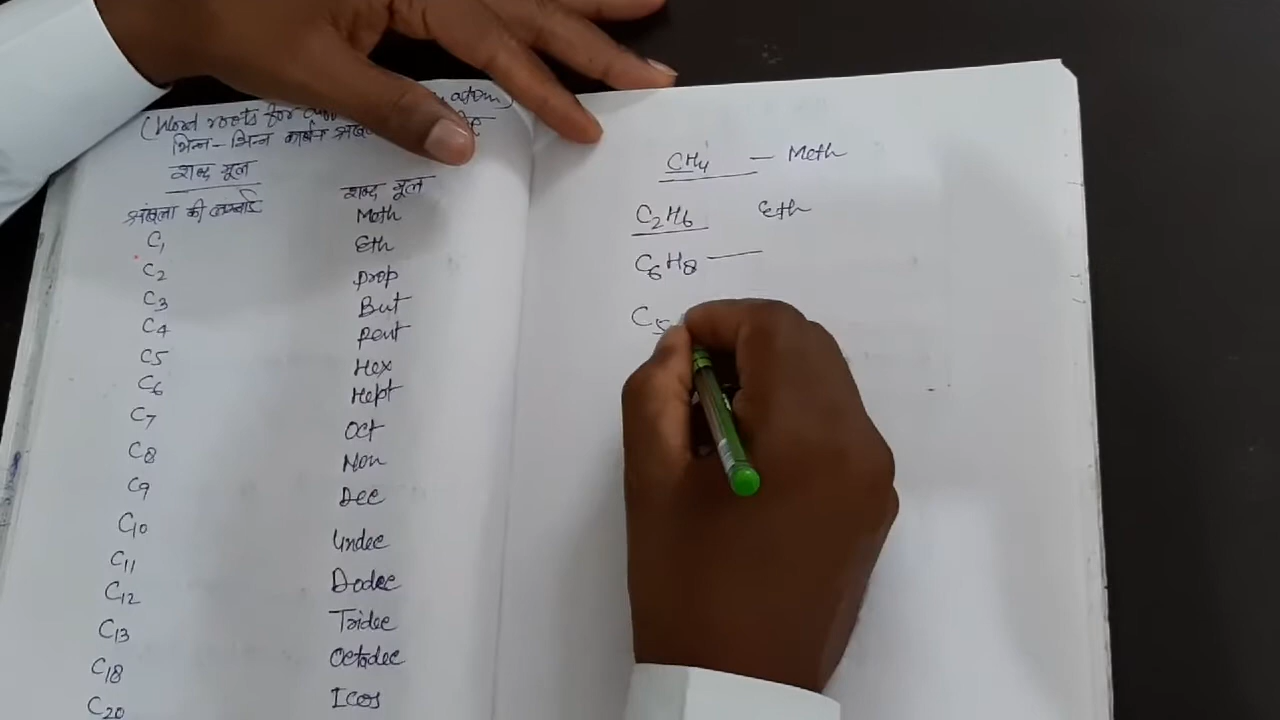 (Word roots for atom)
भिन्न-भिन्न कार्बन
शब्द मूल
श्रंखला की लम्बाई शब्द मूल
C1 Meth
C2 Eth
C3 Prop
C4 But
C5 Pent
C6 Hex
C7 Hept
C8 Oct
C9 Non
C10 Dec
C11 Undec
C12 Dodec
C13 Tridec
C18 Octadec
C20 Icos
CH4 — Meth
C2H6 Eth
C6H8 —
C5